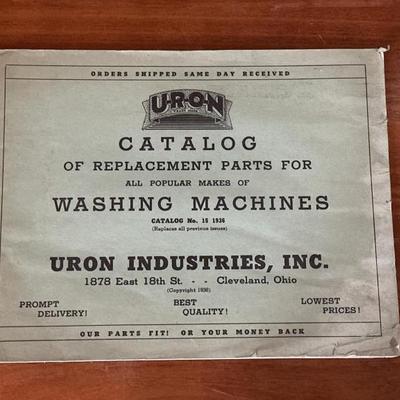 ORDERS SHIPPED SAME DAY RECEIVED
U-R-O-N
TRADE MARK
CATALOG
OF REPLACEMENT PARTS FOR
ALL POPULAR MAKES OF
WASHING MACHINES
CATALOG No. 15 1936
(Replaces all previous issues)
URON INDUSTRIES, INC.
1878 East 18th St. - - Cleveland, Ohio
(Copyright 1936)
PROMPT DELIVERY!
BEST QUALITY!
LOWEST PRICES!
OUR PARTS FIT! OR YOUR MONEY BACK